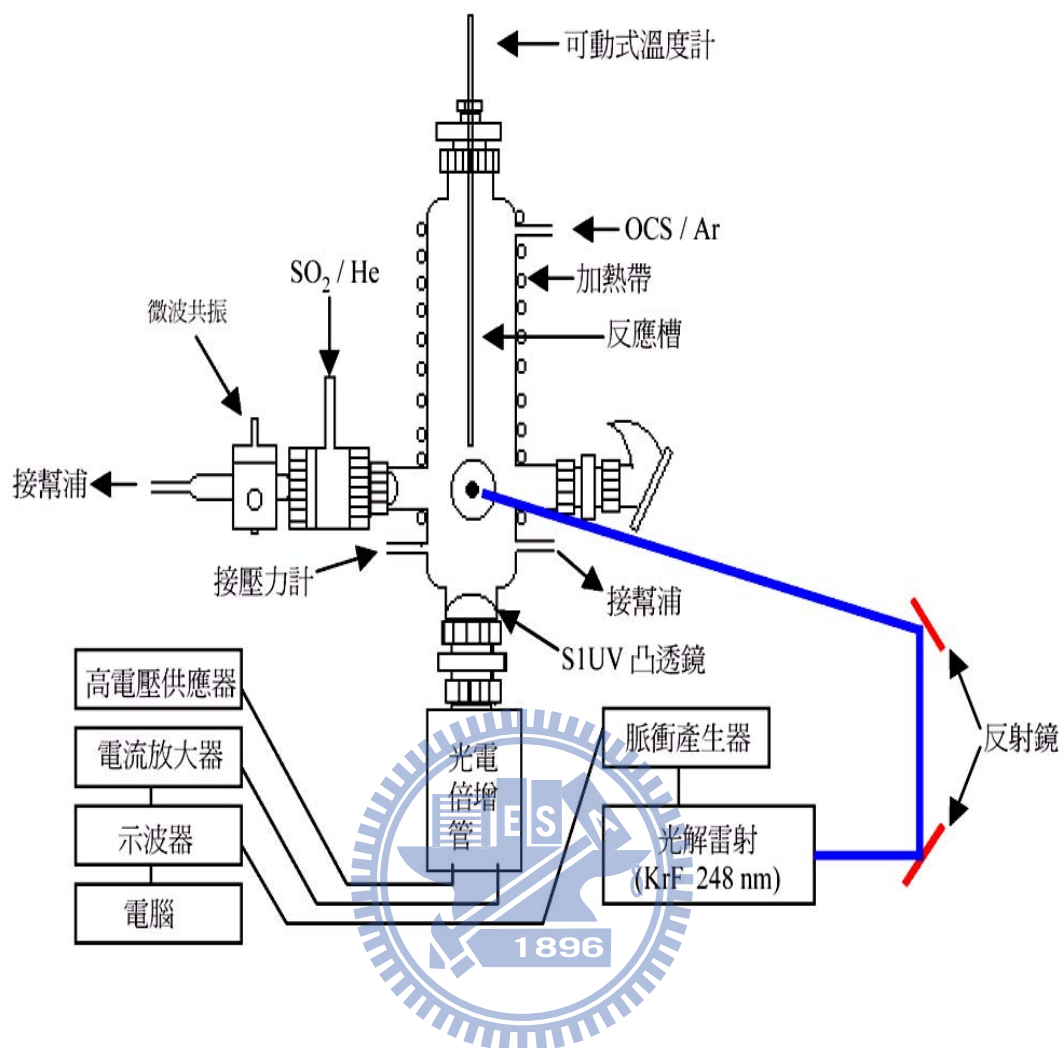 可動式溫度計
OCS / Ar
SO2 / He
加熱帶
微波共振
反應槽
接幫浦
接壓力計
接幫浦
S1UV 凸透鏡
高電壓供應器
電流放大器
示波器
電腦
光電
倍增
管
脈衝產生器
光解雷射
(KrF 248 nm)
反射鏡
E S A
1896